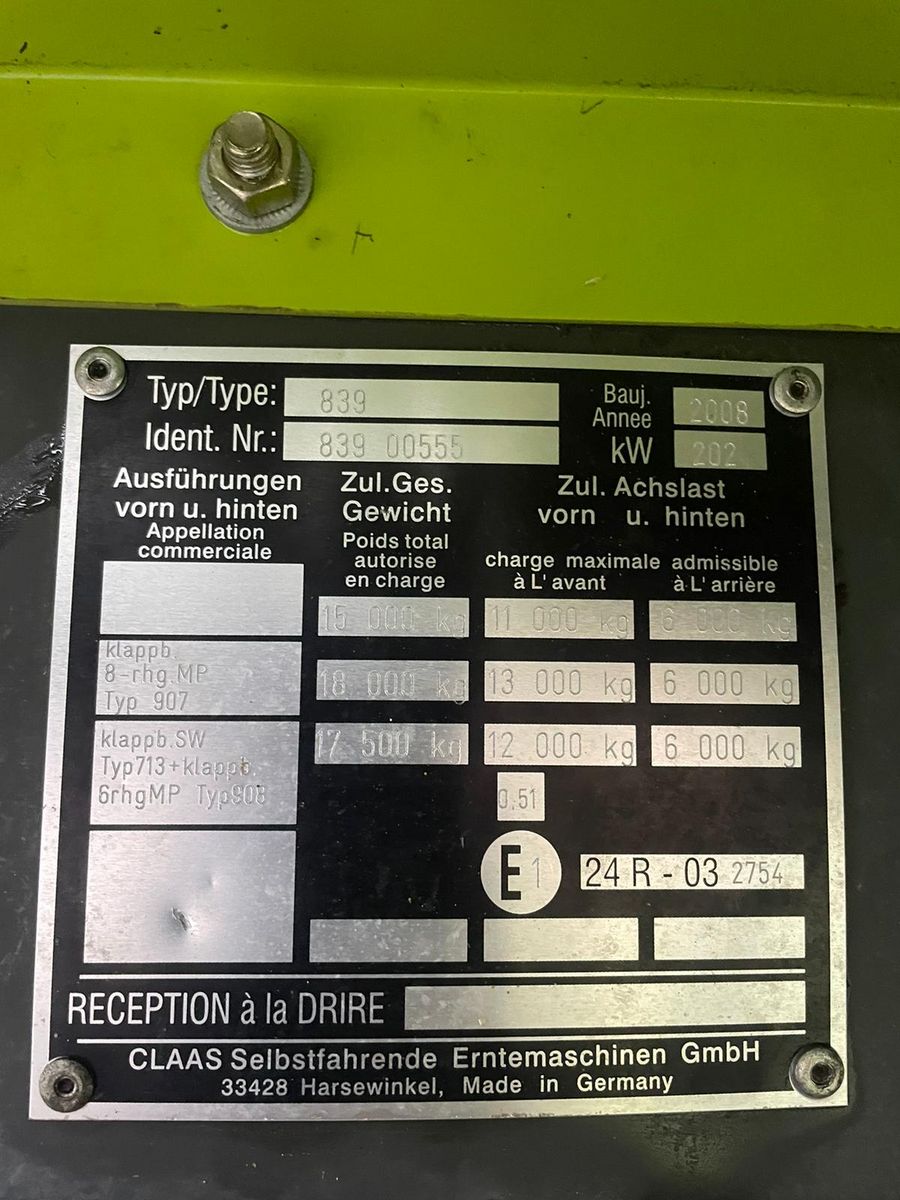 Typ/Type: 839 Bauj. Annee 2008
Ident. Nr.: 839 00555 kW 202
Ausführungen vorn u. hinten
Appellation commerciale
Zul.Ges. Gewicht
Poids total autorise en charge
Zul. Achslast vorn u. hinten
charge maximale admissible
à L'avant à L'arrière
15 000 kg 11 000 kg 6 000 kg
klappb.
8-rhg.MP
Typ 907
18 000 kg 13 000 kg 6 000 kg
klappb.SW
Typ713+klappb.
6rhgMP Typ908
17 500 kg 12 000 kg 6 000 kg
0,51
E1 24 R - 03 2754
RECEPTION à la DRIRE
CLAAS Selbstfahrende Erntemaschinen GmbH
33428 Harsewinkel, Made in Germany